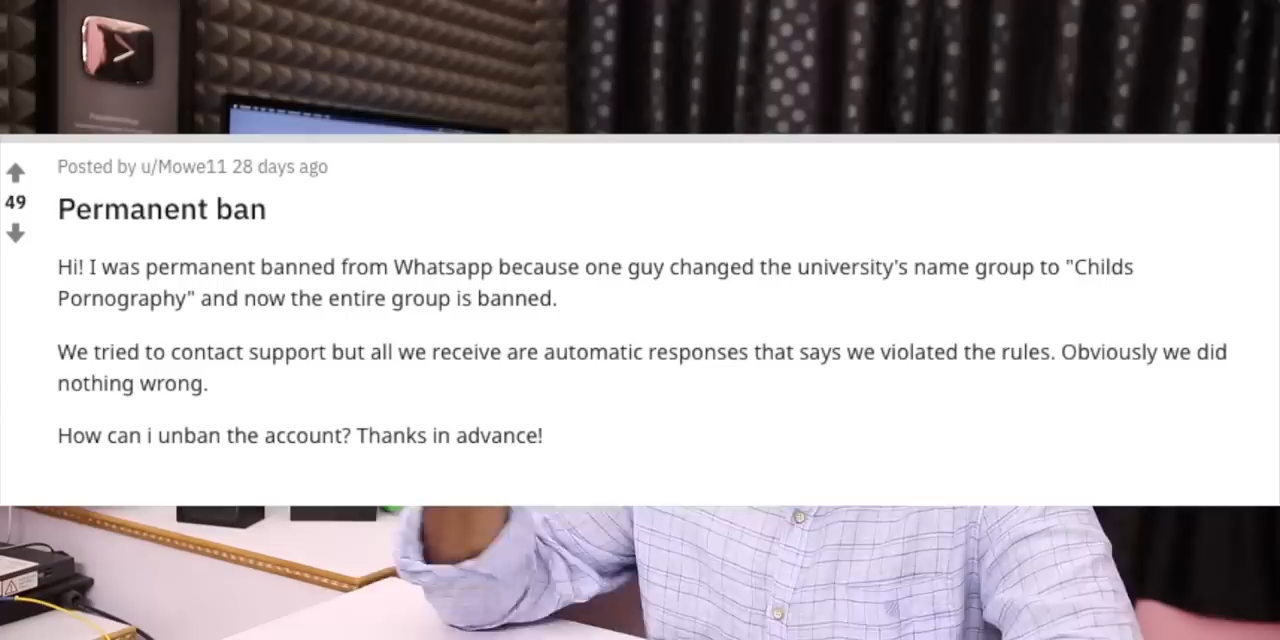 Posted by u/Mowe11 28 days ago
49
Permanent ban
Hi! I was permanent banned from Whatsapp because one guy changed the university's name group to "Childs
Pornography" and now the entire group is banned.
We tried to contact support but all we receive are automatic responses that says we violated the rules. Obviously we did
nothing wrong.
How can i unban the account? Thanks in advance!